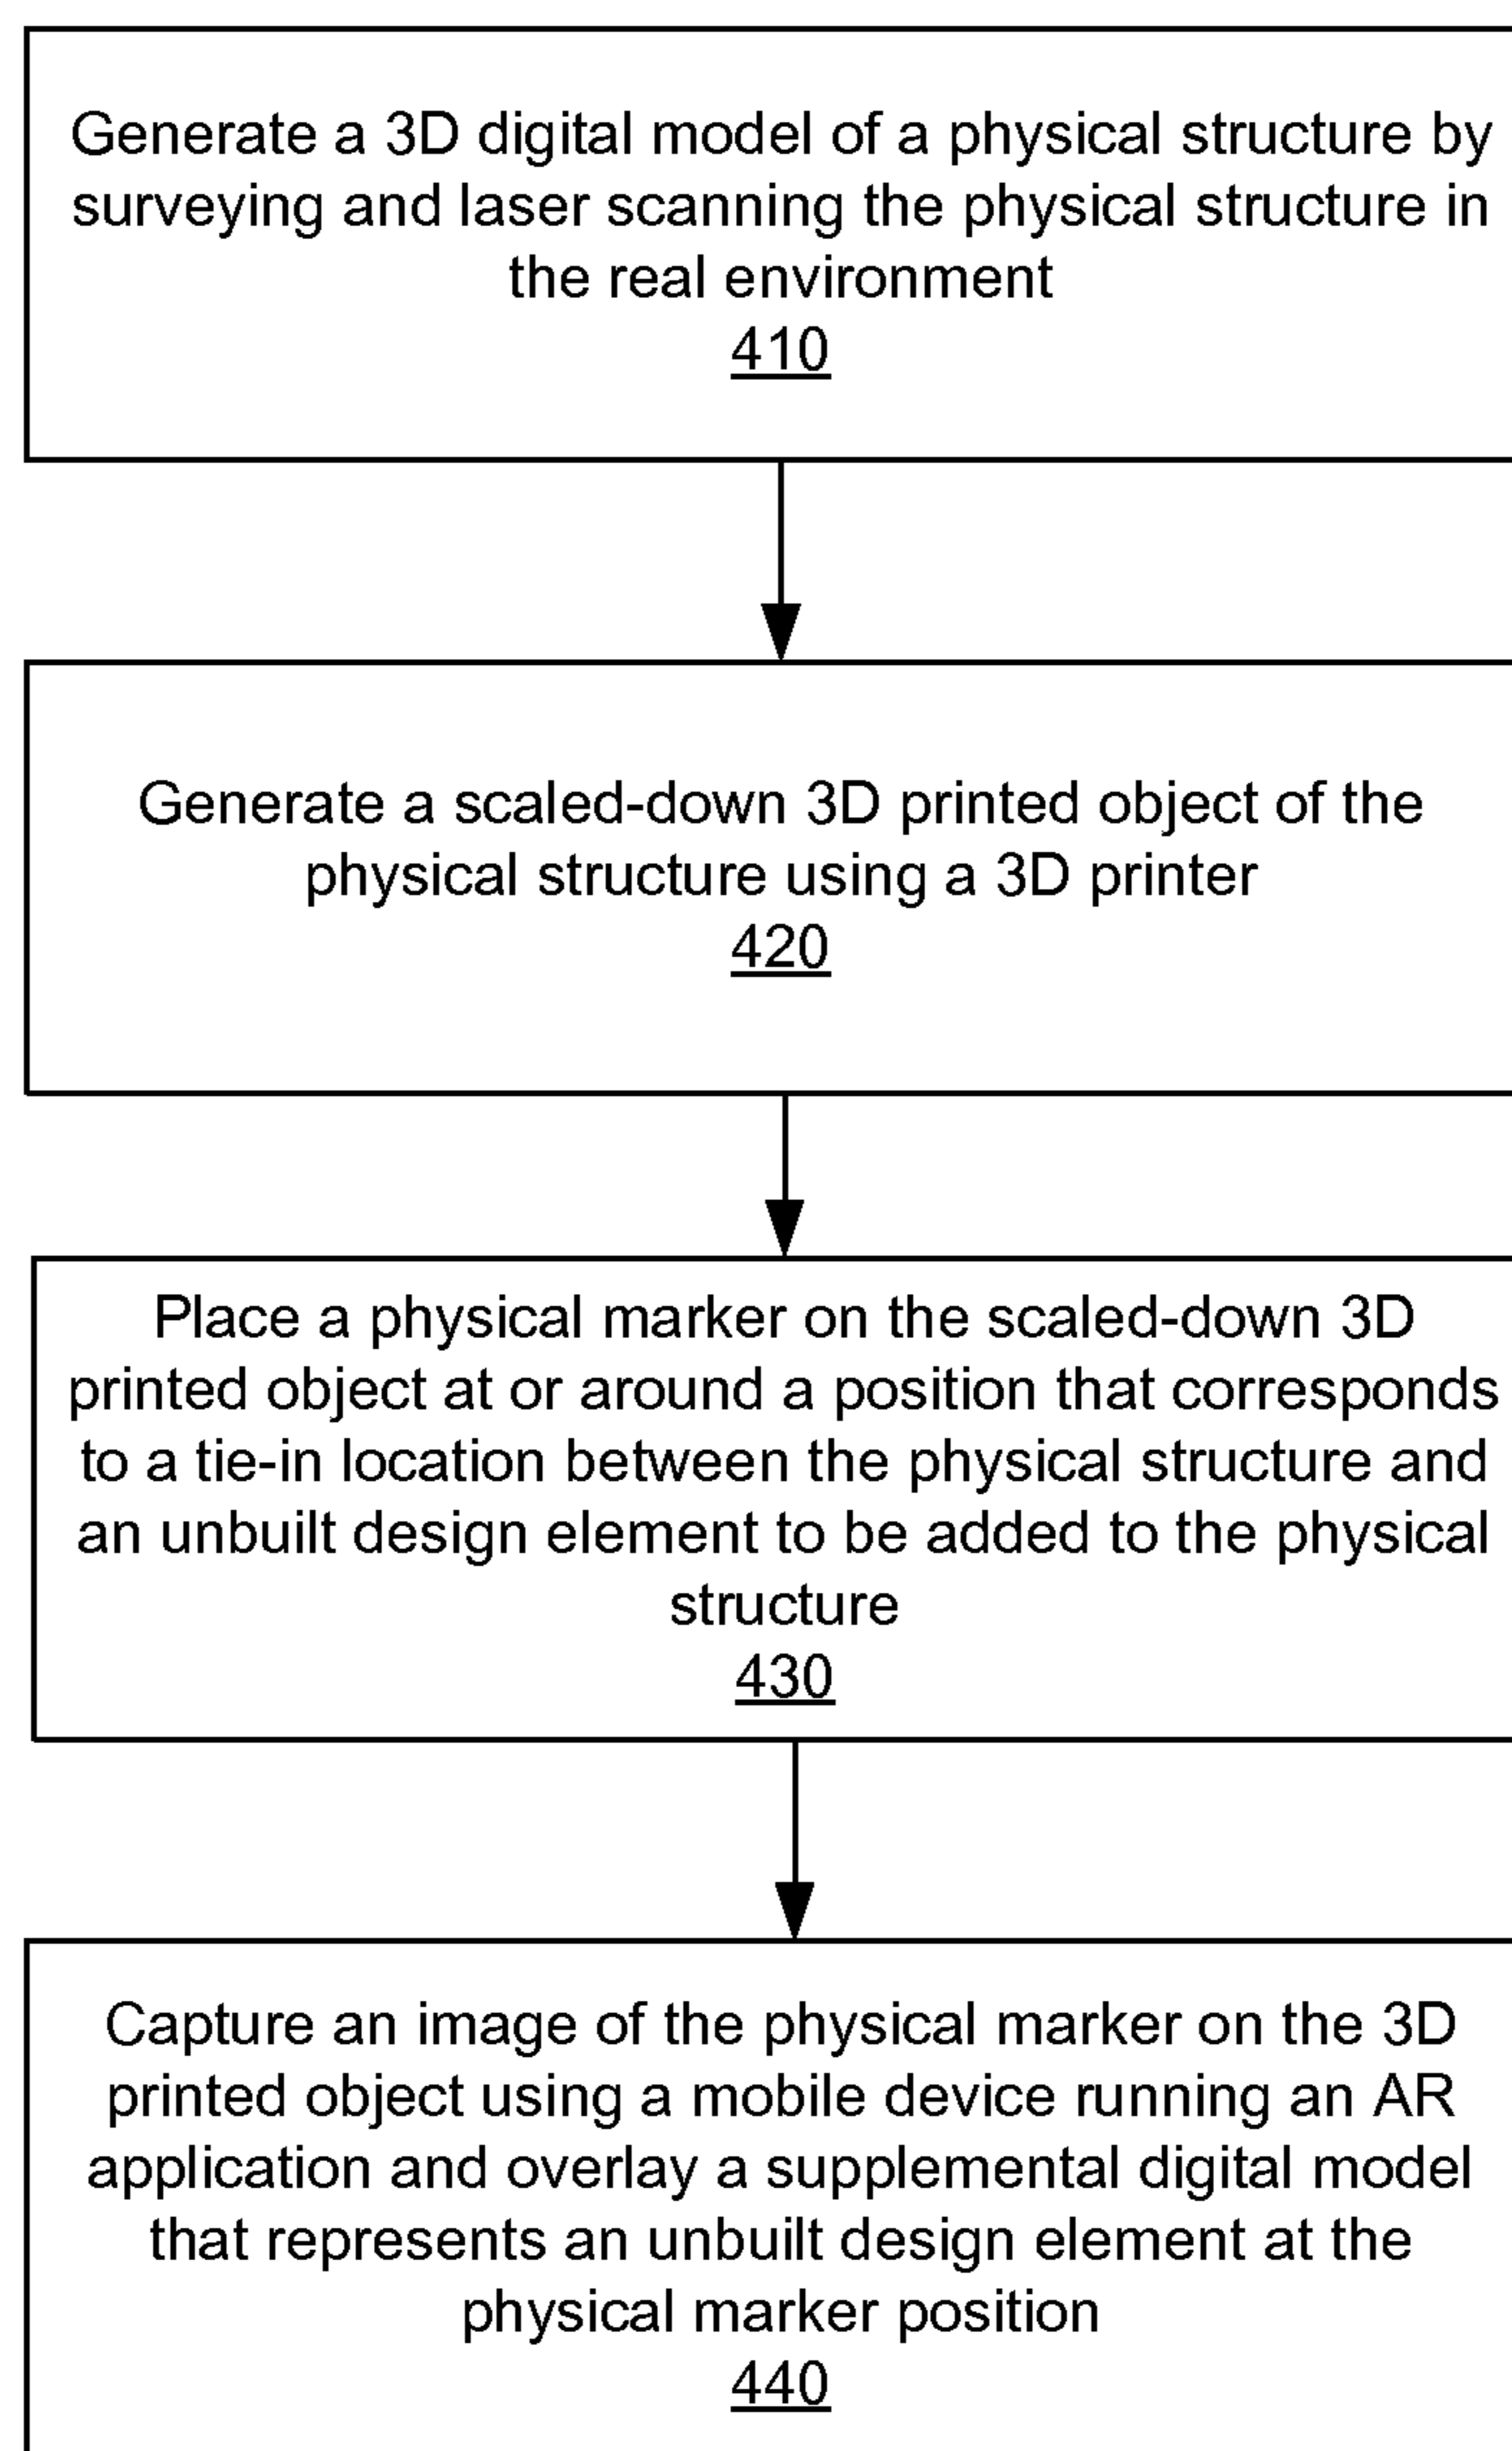 Generate a 3D digital model of a physical structure by
surveying and laser scanning the physical structure in
the real environment
410
Generate a scaled-down 3D printed object of the
physical structure using a 3D printer
420
Place a physical marker on the scaled-down 3D
printed object at or around a position that corresponds
to a tie-in location between the physical structure and
an unbuilt design element to be added to the physical
structure
430
Capture an image of the physical marker on the 3D
printed object using a mobile device running an AR
application and overlay a supplemental digital model
that represents an unbuilt design element at the
physical marker position
440